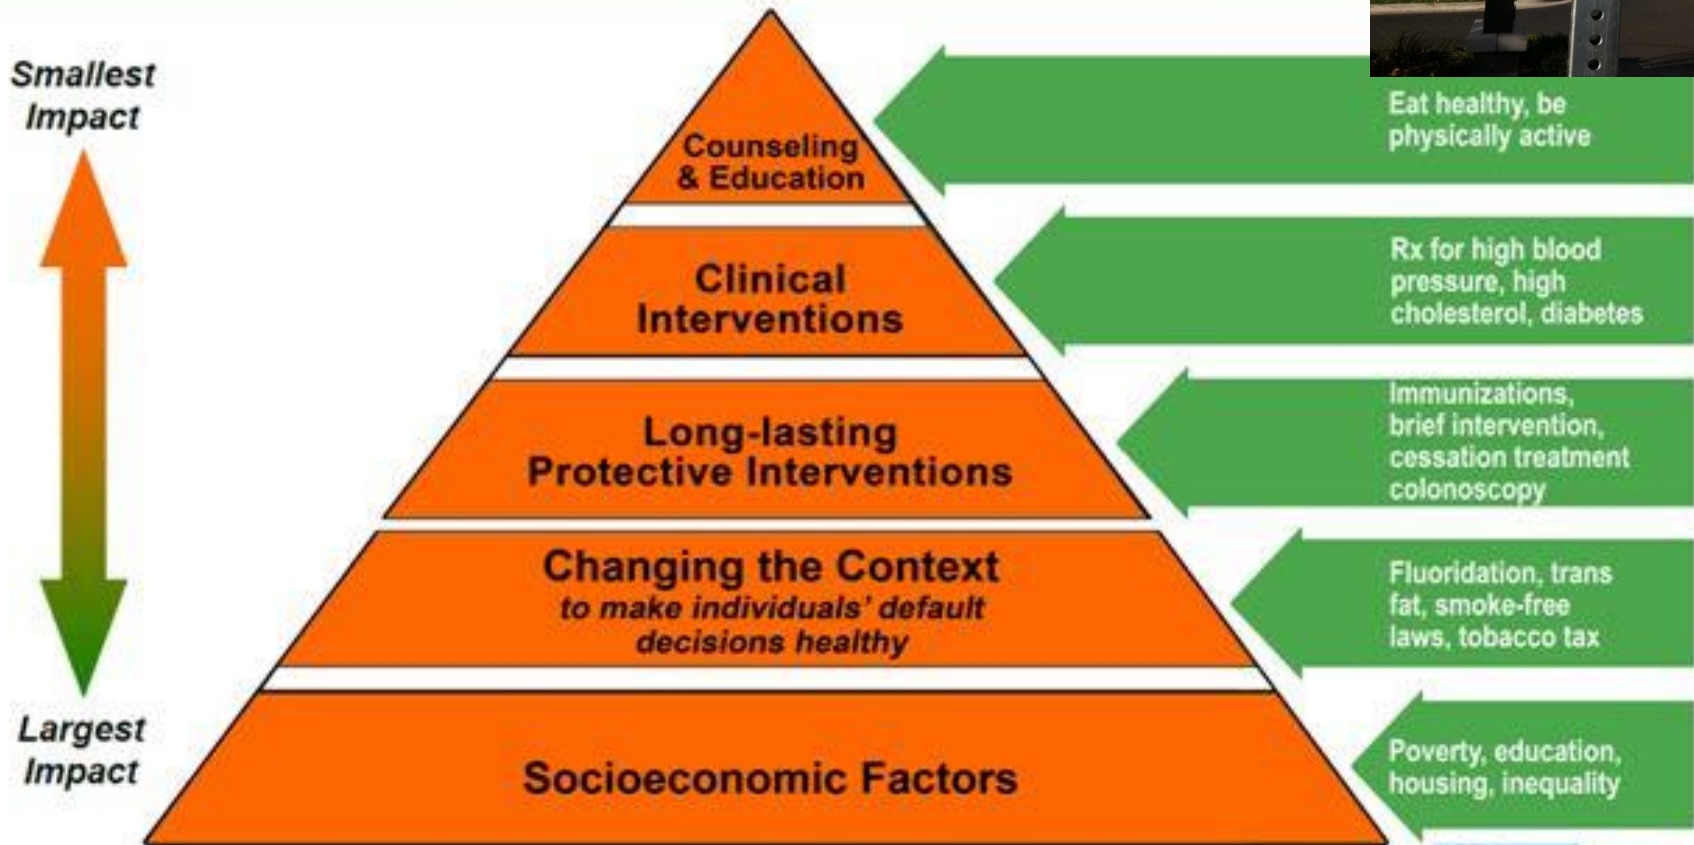 Smallest
Impact
Counseling
& Education
Eat healthy, be
physically active
Clinical
Interventions
Rx for high blood
pressure, high
cholesterol, diabetes
Long-lasting
Protective Interventions
Immunizations,
brief intervention,
cessation treatment
colonoscopy
Changing the Context
to make individuals' default
decisions healthy
Fluoridation, trans
fat, smoke-free
laws, tobacco tax
Largest
Impact
Socioeconomic Factors
Poverty, education,
housing, inequality